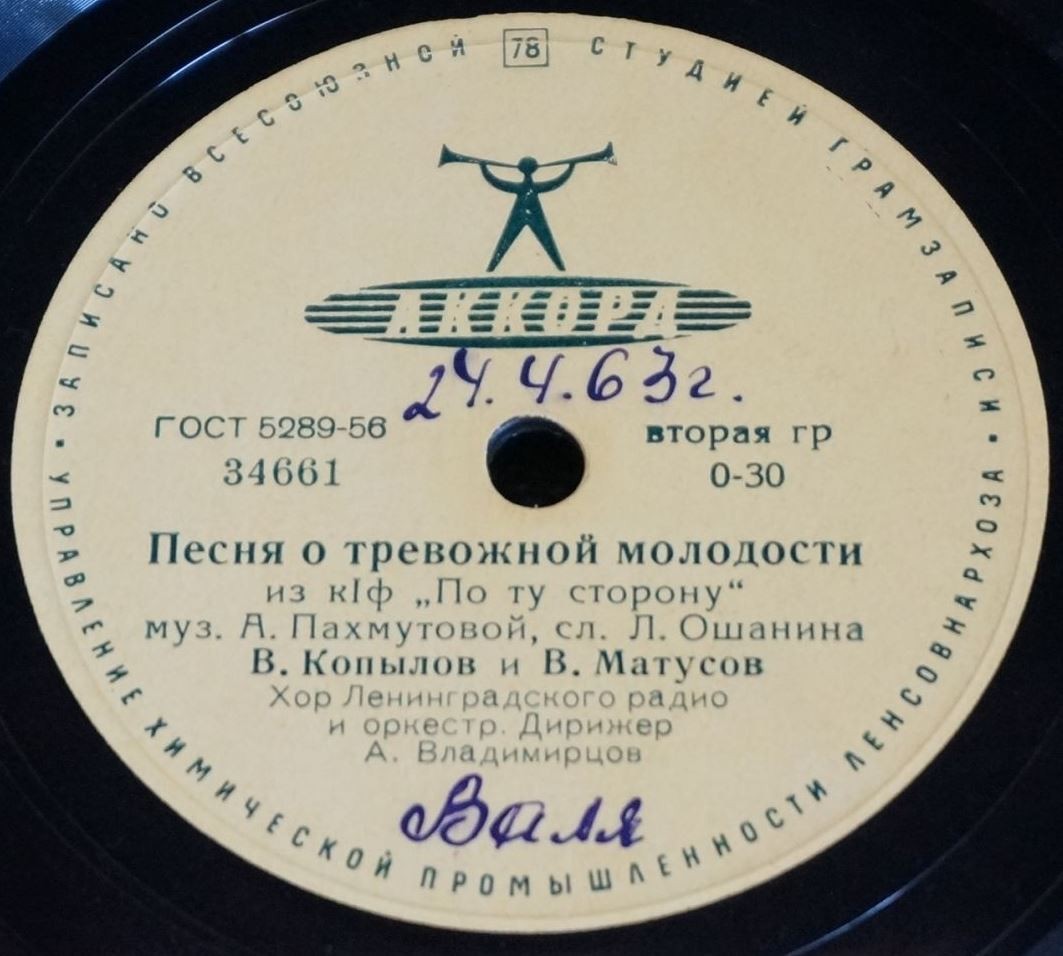 ЗАПИСАНО ВСЕСОЮЗНОЙ 78 СТУДИЕЙ ГРАМЗАПИСИ •
АККОРД
24.4.63г.
ГОСТ 5289-56
34661
вторая гр
0-30
Песня о тревожной молодости
из к|ф „По ту сторону“
муз. А. Пахмутовой, сл. Л. Ошанина
В. Копылов и В. Матусов
Хор Ленинградского радио
и оркестр. Дирижер
А. Владимирцов
Валя
УПРАВЛЕНИЕ ХИМИЧЕСКОЙ ПРОМЫШЛЕННОСТИ ЛЕНСОВНАРХОЗА •